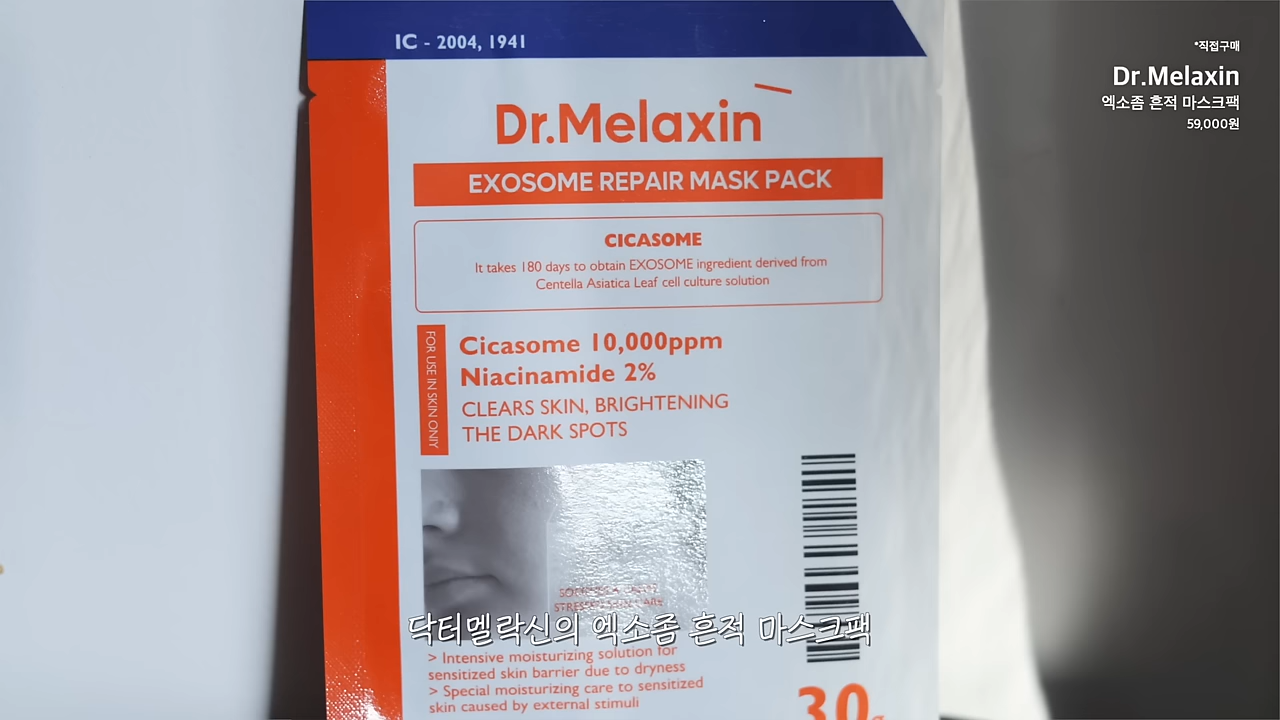 IC - 2004, 1941
*직접구매
Dr.Melaxin
엑소좀 흔적 마스크팩
59,000원
Dr.Melaxin
EXOSOME REPAIR MASK PACK
CICASOME
It takes 180 days to obtain EXOSOME ingredient derived from
Centella Asiatica Leaf cell culture solution
FOR USE IN SKIN ONlY
Cicasome 10,000ppm
Niacinamide 2%
CLEARS SKIN, BRIGHTENING
THE DARK SPOTS
닥터멜락신의 엑소좀 흔적 마스크팩
> Intensive moisturizing solution for
sensitized skin barrier due to dryness
> Special moisturizing care to sensitized
skin caused by external stimuli
30g